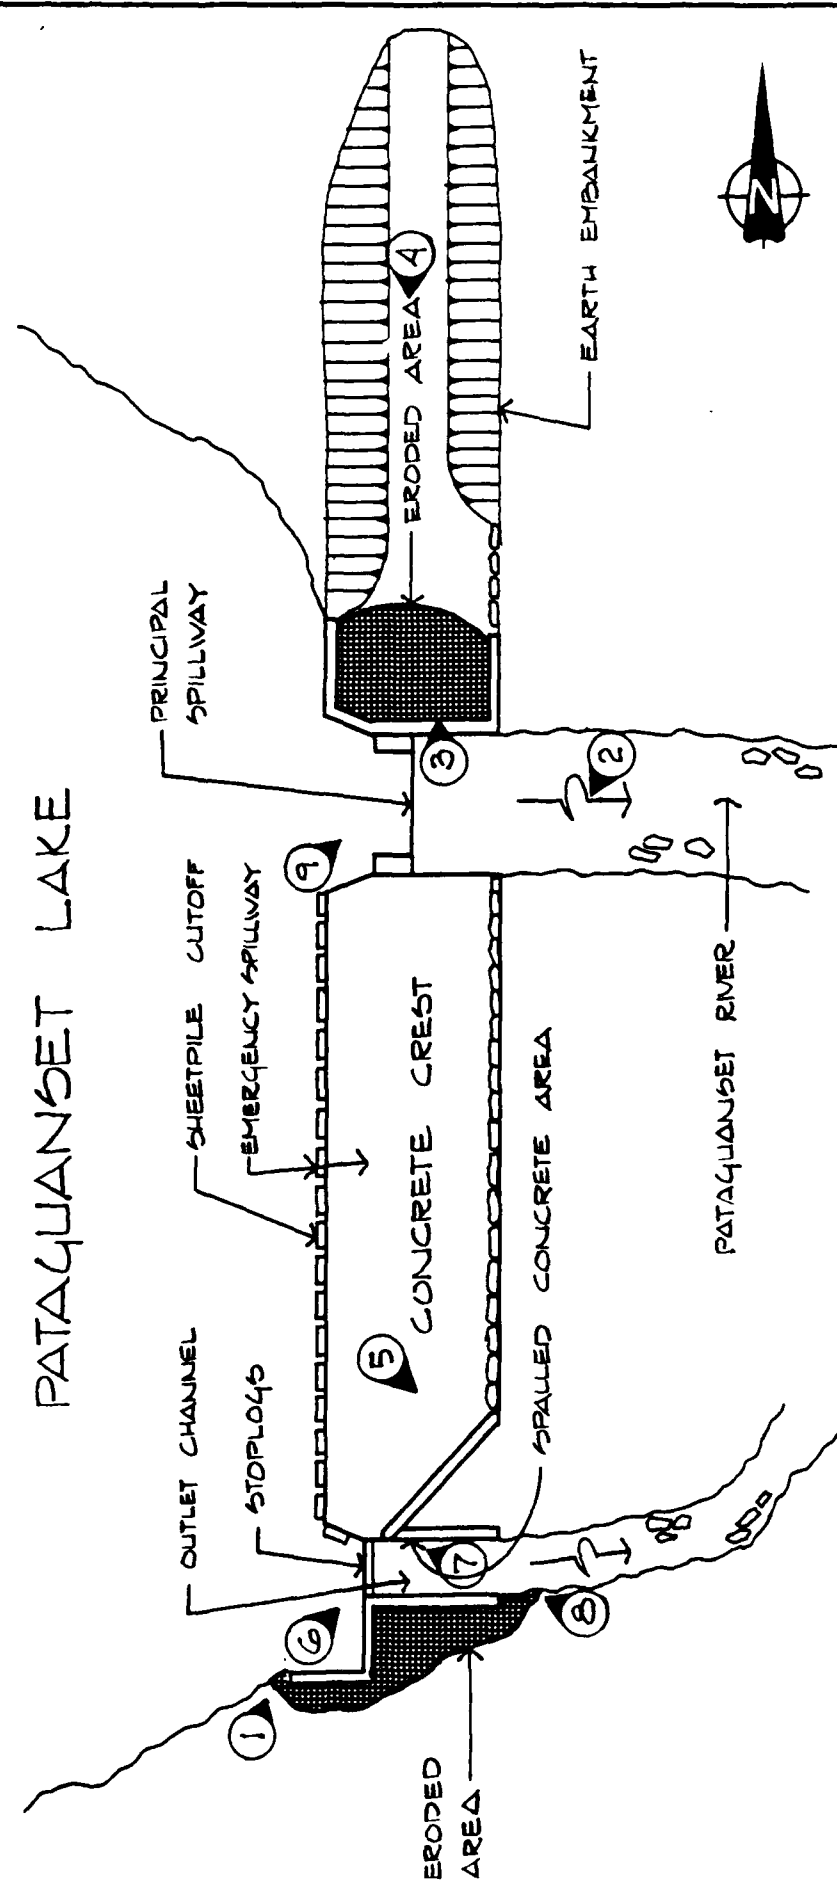 PATAGUANSET LAKE
OUTLET CHANNEL
STOPLOGS
SHEETPILE CUTOFF
EMERGENCY SPILLWAY
PRINCIPAL
SPILLWAY
1
6
5
9
3
4
7
8
2
CONCRETE CREST
ERODED AREA
ERODED
AREA
SPALLED CONCRETE AREA
PATAGUANSET RIVER
EARTH EMBANKMENT
N